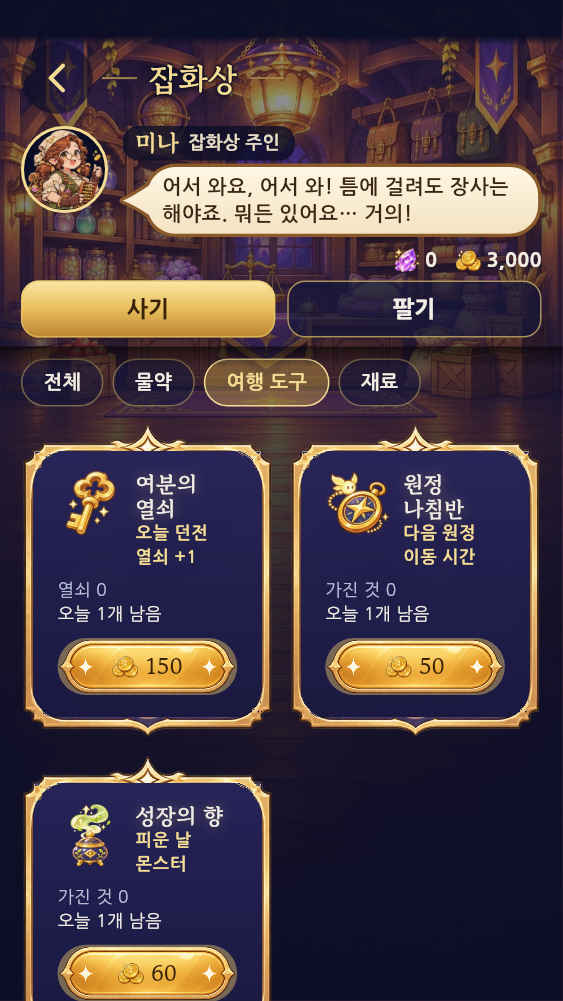 잡화상
미나 잡화상 주인
어서 와요, 어서 와! 틈에 걸려도 장사는
해야죠. 뭐든 있어요… 거의!
0 3,000
사기 팔기
전체 물약 여행 도구 재료
여분의
열쇠
오늘 던전
열쇠 +1
열쇠 0
오늘 1개 남음
150
원정
나침반
다음 원정
이동 시간
가진 것 0
오늘 1개 남음
50
성장의 향
피운 날
몬스터
가진 것 0
오늘 1개 남음
60